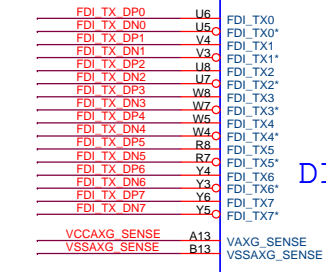 FDI_TX_DP0 U6 FDI_TX0
FDI_TX_DN0 U5 FDI_TX0*
FDI_TX_DP1 V4 FDI_TX1
FDI_TX_DN1 V3 FDI_TX1*
FDI_TX_DP2 U8 FDI_TX2
FDI_TX_DN2 U7 FDI_TX2*
FDI_TX_DP3 W8 FDI_TX3
FDI_TX_DN3 W7 FDI_TX3*
FDI_TX_DP4 W5 FDI_TX4
FDI_TX_DN4 W4 FDI_TX4*
FDI_TX_DP5 R8 FDI_TX5
FDI_TX_DN5 R7 FDI_TX5*
FDI_TX_DP6 Y4 FDI_TX6
FDI_TX_DN6 Y3 FDI_TX6*
FDI_TX_DP7 Y6 FDI_TX7
FDI_TX_DN7 Y5 FDI_TX7*
VCCAXG_SENSE A13 VAXG_SENSE
VSSAXG_SENSE B13 VSSAXG_SENSE